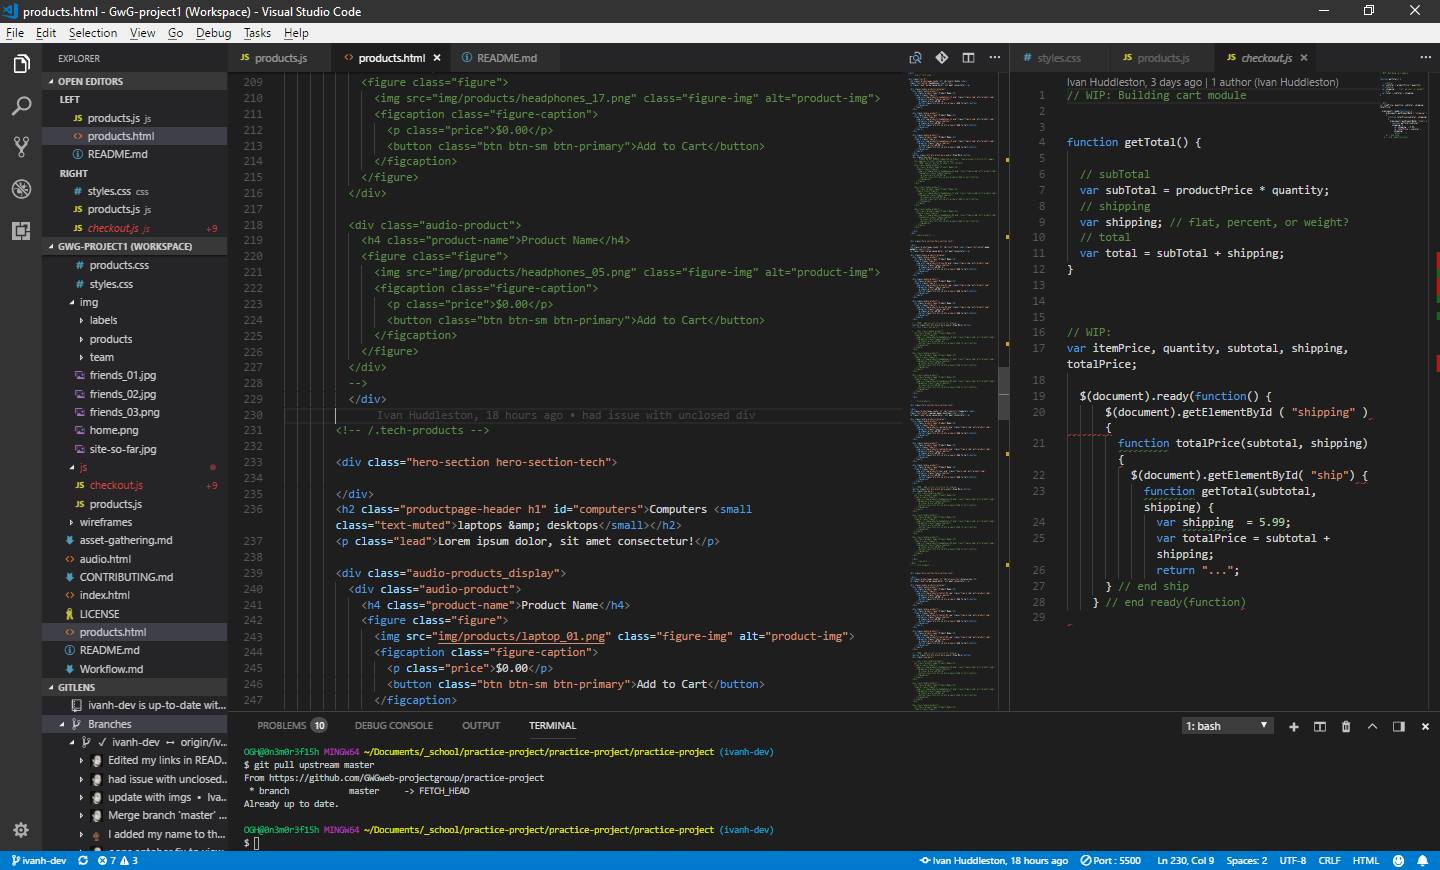 products.html - GwG-project1 (Workspace) - Visual Studio Code
File Edit Selection View Go Debug Tasks Help
EXPLORER
OPEN EDITORS
LEFT
JS products.js js
<> products.html
README.md
RIGHT
# styles.css css
JS products.js js
JS checkout.js js +9
GWG-PROJECT1 (WORKSPACE)
# products.css
# styles.css
img
labels
products
team
friends_01.jpg
friends_02.jpg
friends_03.png
home.png
site-so-far.jpg
js
JS checkout.js +9
JS products.js
wireframes
asset-gathering.md
<> audio.html
CONTRIBUTING.md
<> index.html
LICENSE
<> products.html
README.md
Workflow.md
GITLENS
ivanh-dev is up-to-date wit...
Branches
✓ ivanh-dev ↔ origin/iv...
Edited my links in READ...
had issue with unclosed...
update with imgs • Iva...
Merge branch 'master' ...
I added my name to th...
JS products.js
<> products.html ×
README.md
209 <figure class="figure">
210 <img src="img/products/headphones_17.png" class="figure-img" alt="product-img">
211 <figcaption class="figure-caption">
212 <p class="price">$0.00</p>
213 <button class="btn btn-sm btn-primary">Add to Cart</button>
214 </figcaption>
215 </figure>
216 </div>
217
218 <div class="audio-product">
219 <h4 class="product-name">Product Name</h4>
220 <figure class="figure">
221 <img src="img/products/headphones_05.png" class="figure-img" alt="product-img">
222 <figcaption class="figure-caption">
223 <p class="price">$0.00</p>
224 <button class="btn btn-sm btn-primary">Add to Cart</button>
225 </figcaption>
226 </figure>
227 </div>
228 -->
229 </div>
230 Ivan Huddleston, 18 hours ago • had issue with unclosed div
231 <!-- /.tech-products -->
232
233 <div class="hero-section hero-section-tech">
234
235 </div>
236 <h2 class="productpage-header h1" id="computers">Computers <small
class="text-muted">laptops &amp; desktops</small></h2>
237 <p class="lead">Lorem ipsum dolor, sit amet consectetur!</p>
238
239 <div class="audio-products_display">
240 <div class="audio-product">
241 <h4 class="product-name">Product Name</h4>
242 <figure class="figure">
243 <img src="img/products/laptop_01.png" class="figure-img" alt="product-img">
244 <figcaption class="figure-caption">
245 <p class="price">$0.00</p>
246 <button class="btn btn-sm btn-primary">Add to Cart</button>
247 </figcaption>
# styles.css
JS products.js
JS checkout.js ×
Ivan Huddleston, 3 days ago | 1 author (Ivan Huddleston)
1 // WIP: Building cart module
2
3
4 function getTotal() {
5
6 // subTotal
7 var subTotal = productPrice * quantity;
8 // shipping
9 var shipping; // flat, percent, or weight?
10 // total
11 var total = subTotal + shipping;
12 }
13
14
15
16 // WIP:
17 var itemPrice, quantity, subtotal, shipping,
totalPrice;
18
19 $(document).ready(function() {
20 $(document).getElementById ( "shipping" )
{
21 function totalPrice(subtotal, shipping)
{
22 $(document).getElementById( "ship") {
23 function getTotal(subtotal,
shipping) {
24 var shipping = 5.99;
25 var totalPrice = subtotal +
shipping;
26 return "...";
27 } // end ship
28 } // end ready(function)
29
PROBLEMS 10 DEBUG CONSOLE OUTPUT TERMINAL
1: bash
OGH@0n3m0r3f15h MINGW64 ~/Documents/_school/practice-project/practice-project/practice-project (ivanh-dev)
$ git pull upstream master
From https://github.com/GWGweb-projectgroup/practice-project
* branch master -> FETCH_HEAD
Already up to date.
OGH@0n3m0r3f15h MINGW64 ~/Documents/_school/practice-project/practice-project/practice-project (ivanh-dev)
$
ivanh-dev 7 3
Ivan Huddleston, 18 hours ago Port : 5500 Ln 230, Col 9 Spaces: 2 UTF-8 CRLF HTML